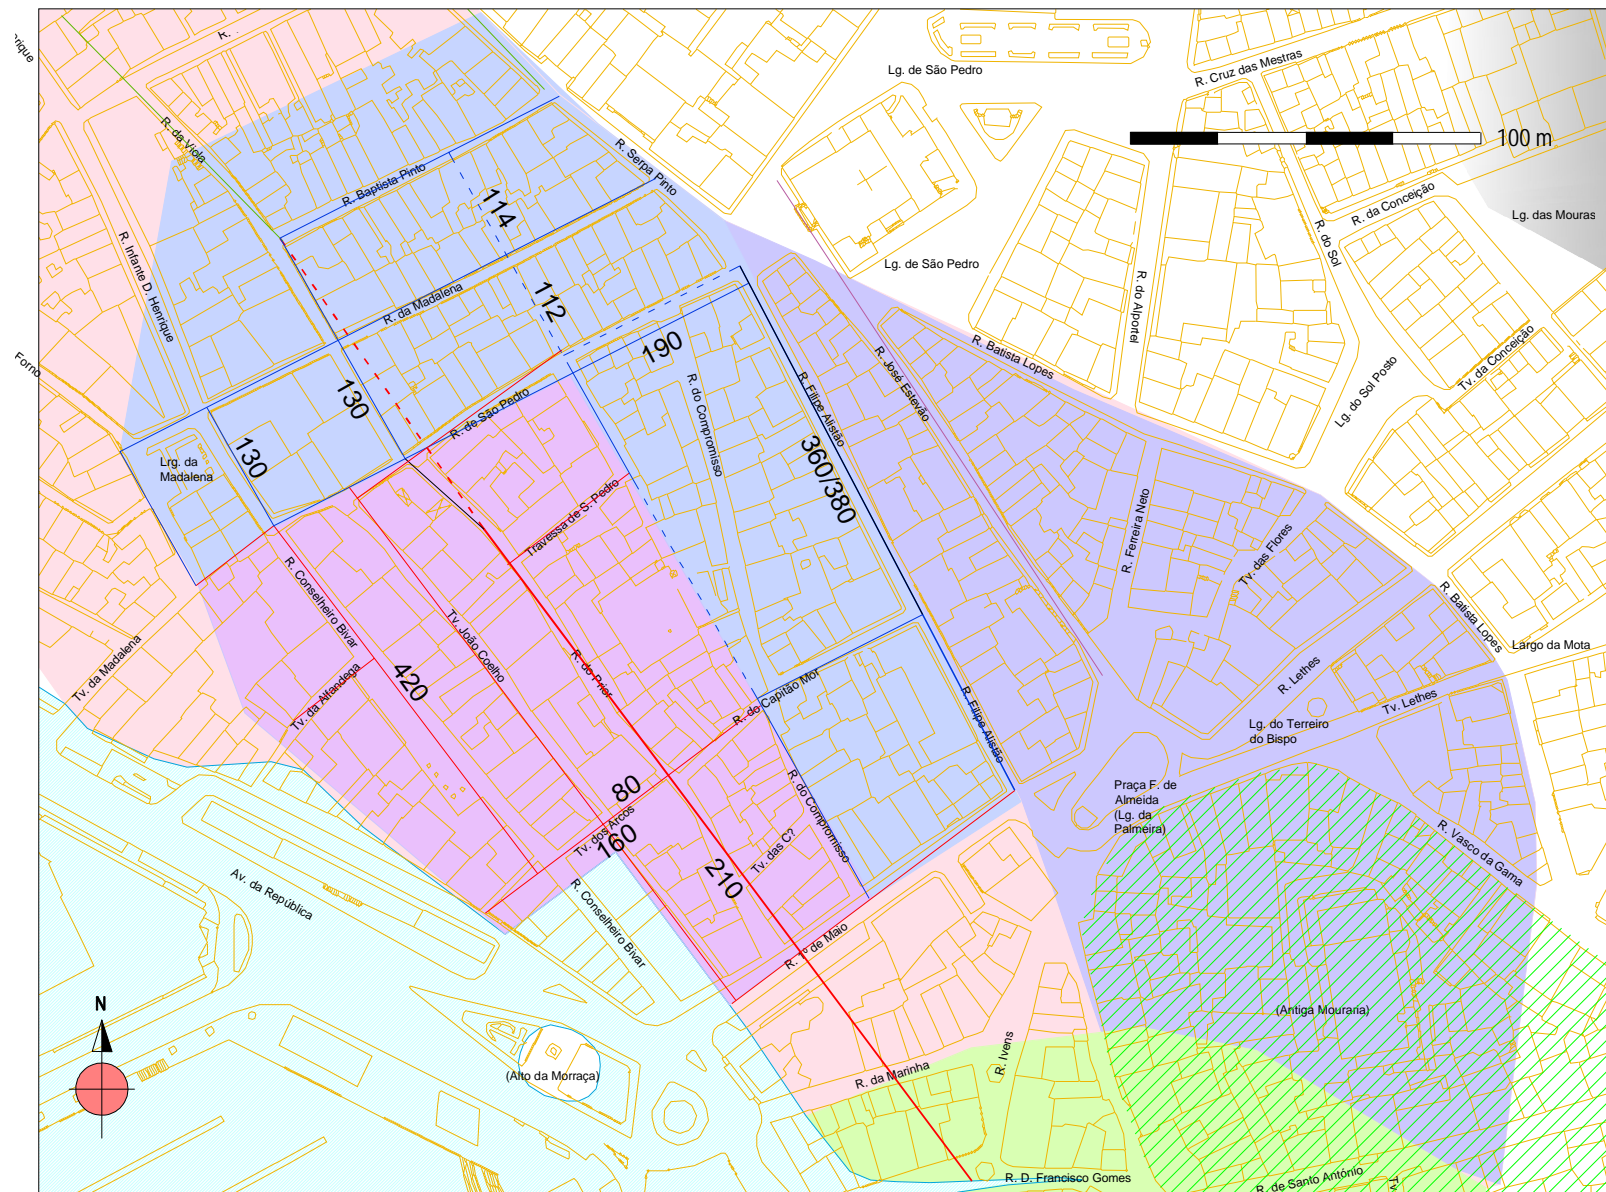 R. .
Lg. de São Pedro
R. Cruz das Mestras
100 m
R. da Viola
R. Serpa Pinto
R. Baptista Pinto
114
R. da Conceição
Lg. das Mouras
R. do Sol
R. Infante D. Henrique
Lg. de São Pedro
R. do Alportel
R. da Madalena
112
190
R. Batista Lopes
Forno
R. José Estevão
R. Filipe Alistão
Tv. da Conceição
Lg. do Sol Posto
130
R. de São Pedro
R. do Compromisso
130
Lrg. da
Madalena
360/380
Travessa de S. Pedro
R. Ferreira Neto
Tv. das Flores
R. Conselheiro Bivar
Tv. João Coelho
R. Batista Lopes
Largo da Mota
Tv. da Madalena
Tv. da Alfandega
420
R. do Prior
R. do Capitão Mor
R. Filipe Alistão
R. Lethes
Tv. Lethes
Lg. do Terreiro
do Bispo
80
Tv. dos Arcos
160
R. do Compromisso
Praça F. de
Almeida
(Lg. da
Palmeira)
Tv. das C?
210
R. Vasco da Gama
Av. da República
R. Conselheiro Bivar
R. 1º de Maio
N
(Antiga Mouraria)
(Alto da Morraça)
R. da Marinha
R. Ivens
R. D. Francisco Gomes
R. de Santo António
Tv.